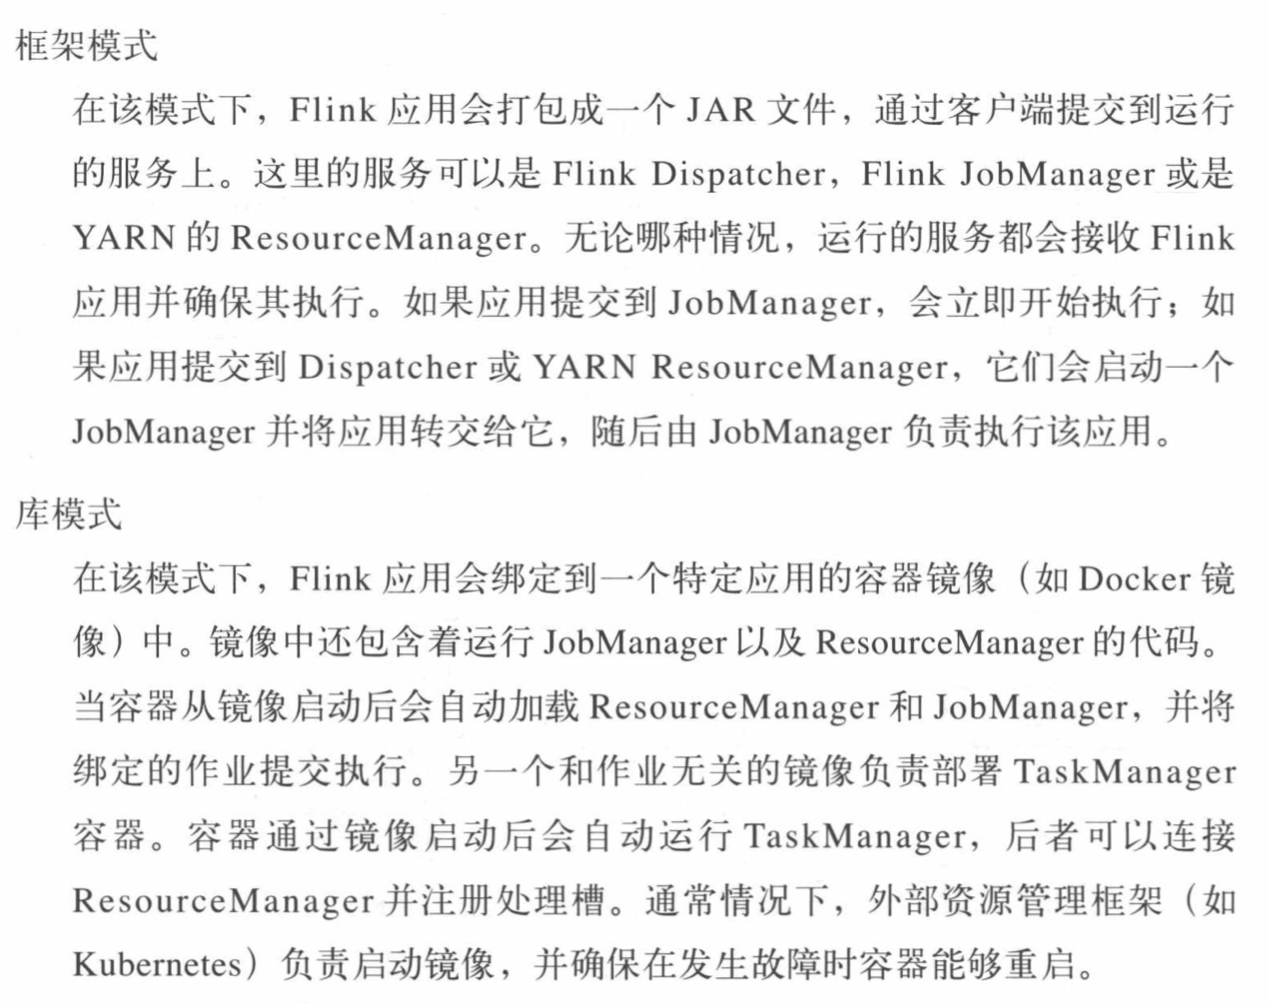 框架模式
在该模式下，Flink 应用会打包成一个 JAR 文件，通过客户端提交到运行
的服务上。这里的服务可以是 Flink Dispatcher，Flink JobManager 或是
YARN 的 ResourceManager。无论哪种情况，运行的服务都会接收 Flink
应用并确保其执行。如果应用提交到 JobManager，会立即开始执行；如
果应用提交到 Dispatcher 或 YARN ResourceManager，它们会启动一个
JobManager 并将应用转交给它，随后由 JobManager 负责执行该应用。
库模式
在该模式下，Flink 应用会绑定到一个特定应用的容器镜像（如 Docker 镜
像）中。镜像中还包含着运行 JobManager 以及 ResourceManager 的代码。
当容器从镜像启动后会自动加载 ResourceManager 和 JobManager，并将
绑定的作业提交执行。另一个和作业无关的镜像负责部署 TaskManager
容器。容器通过镜像启动后会自动运行 TaskManager，后者可以连接
ResourceManager 并注册处理槽。通常情况下，外部资源管理框架（如
Kubernetes）负责启动镜像，并确保在发生故障时容器能够重启。